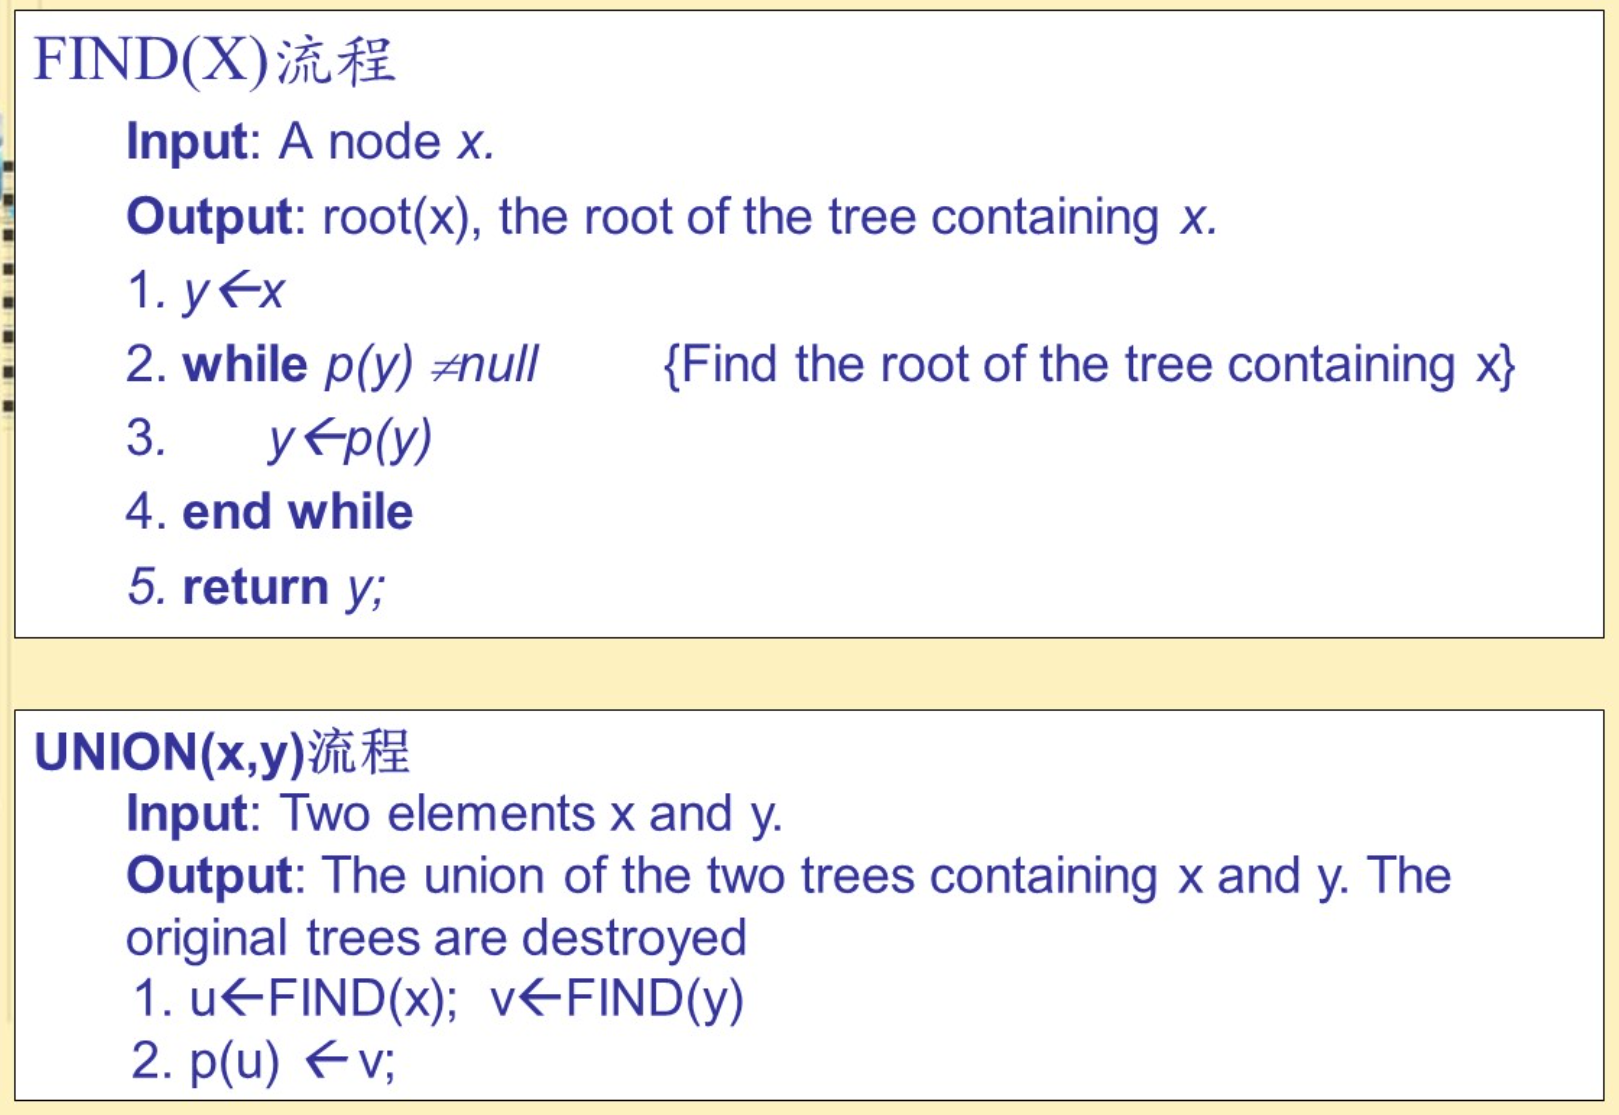 FIND(X)流程
Input: A node x.
Output: root(x), the root of the tree containing x.
1. y←x
2. while p(y) ≠null {Find the root of the tree containing x}
3. y←p(y)
4. end while
5. return y;
UNION(x,y)流程
Input: Two elements x and y.
Output: The union of the two trees containing x and y. The
original trees are destroyed
1. u←FIND(x); v←FIND(y)
2. p(u) ←v;